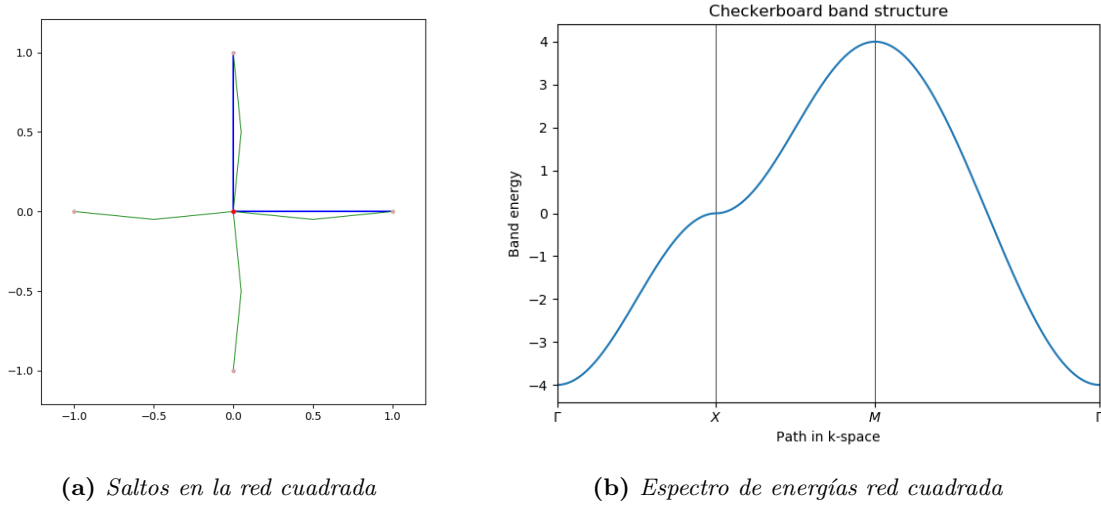 1.0
0.5
0.0
−0.5
−1.0
−1.0
−0.5
0.0
0.5
1.0
(a) Saltos en la red cuadrada
Checkerboard band structure
Band energy
4
3
2
1
0
−1
−2
−3
−4
Γ
X
M
Γ
Path in k-space
(b) Espectro de energías red cuadrada